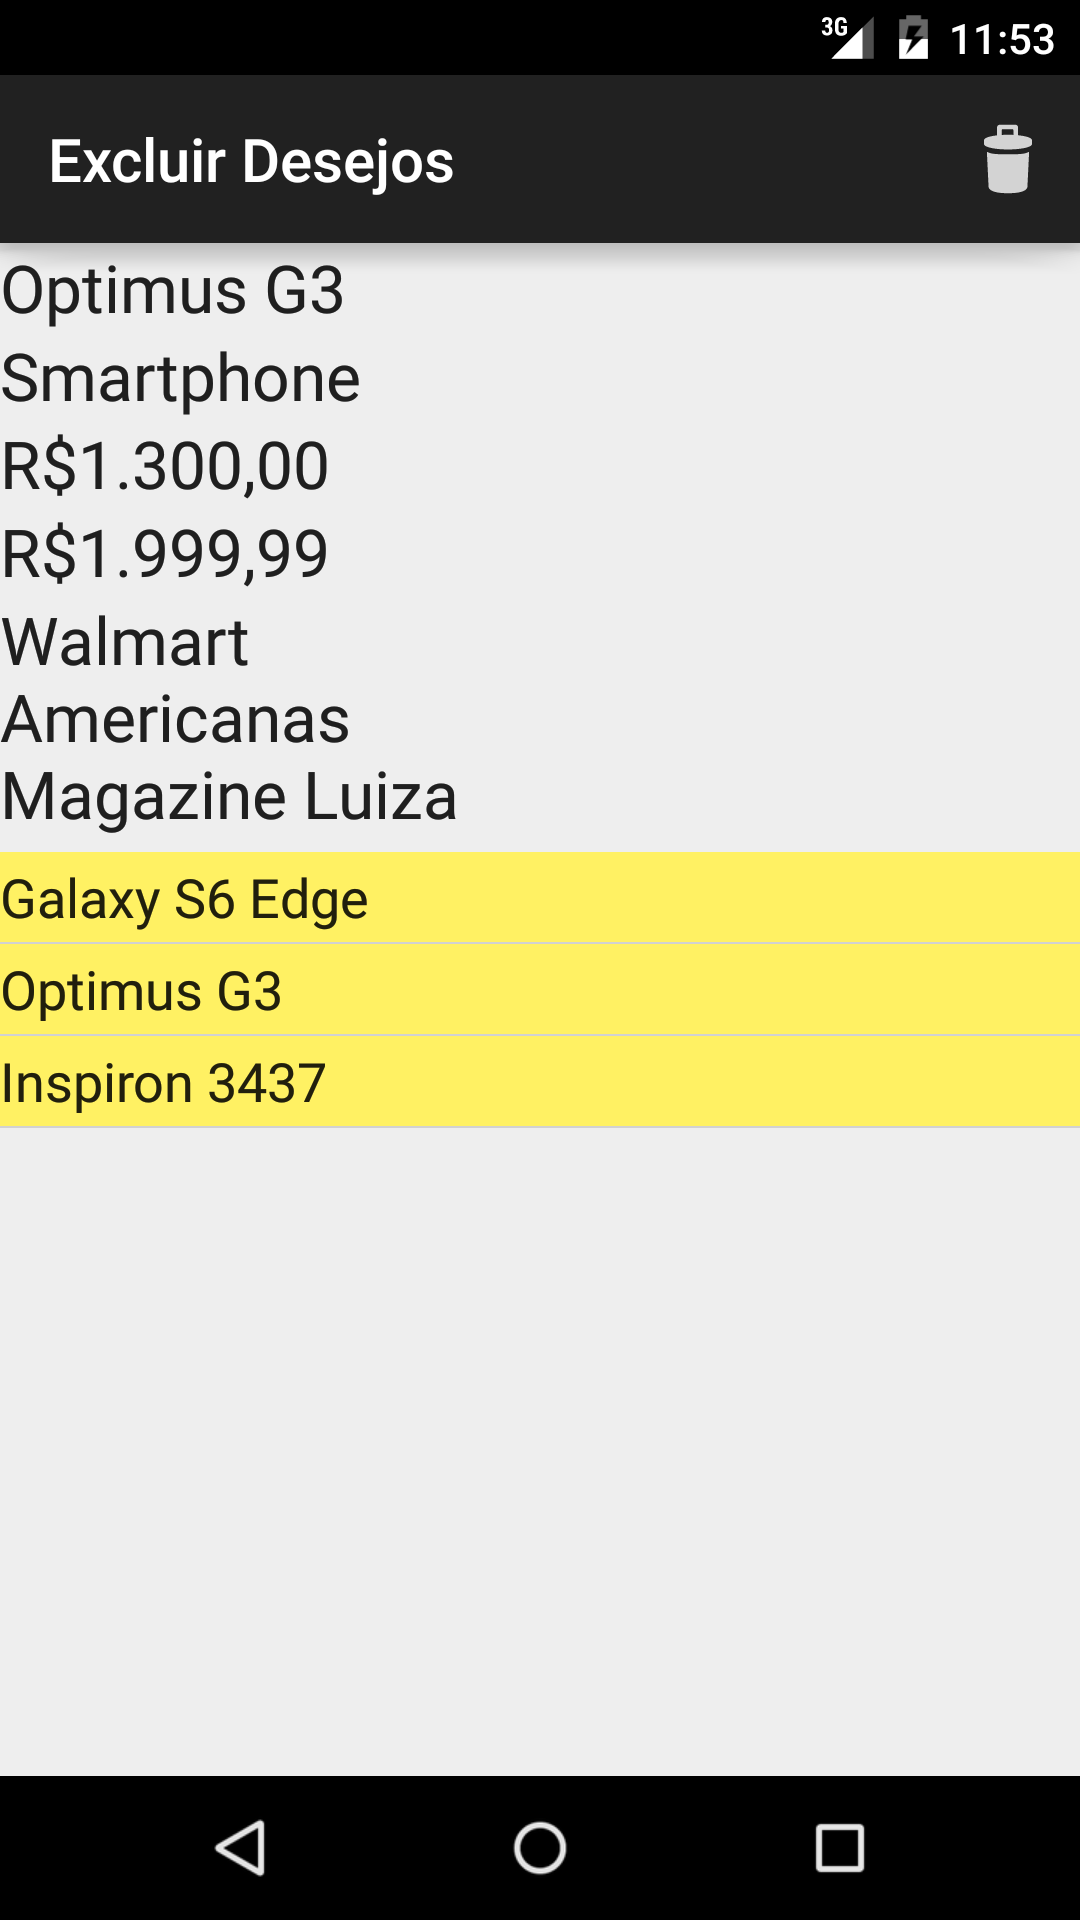 3G 11:53
Excluir Desejos
Optimus G3
Smartphone
R$1.300,00
R$1.999,99
Walmart
Americanas
Magazine Luiza
Galaxy S6 Edge
Optimus G3
Inspiron 3437